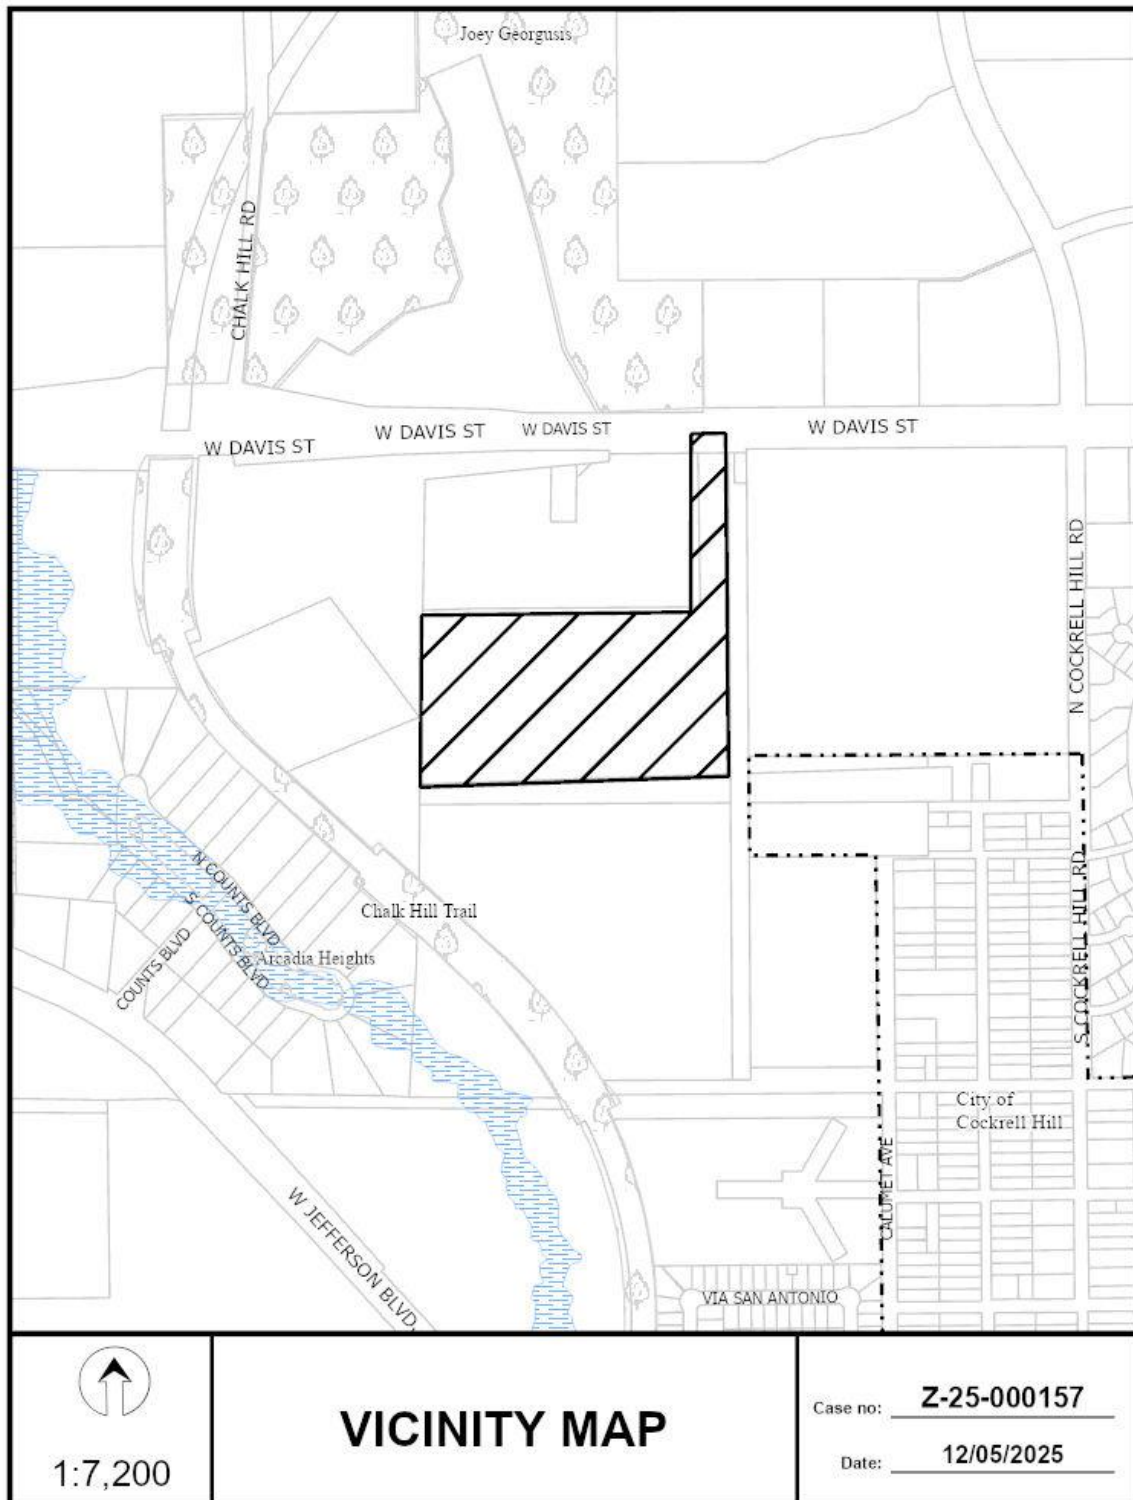 Joey Georgusis
CHALK HILL RD
W DAVIS ST
W DAVIS ST
W DAVIS ST
W DAVIS ST
N COCKRELL HILL RD
N COUNTS BLVD
S COUNTS BLVD
COUNTS BLVD
Chalk Hill Trail
Arcadia Heights
S COCKRELL HILL RD
City of
Cockrell Hill
CALUMET AVE
W JEFFERSON BLVD
VIA SAN ANTONIO
1:7,200
VICINITY MAP
Case no: Z-25-000157
Date: 12/05/2025